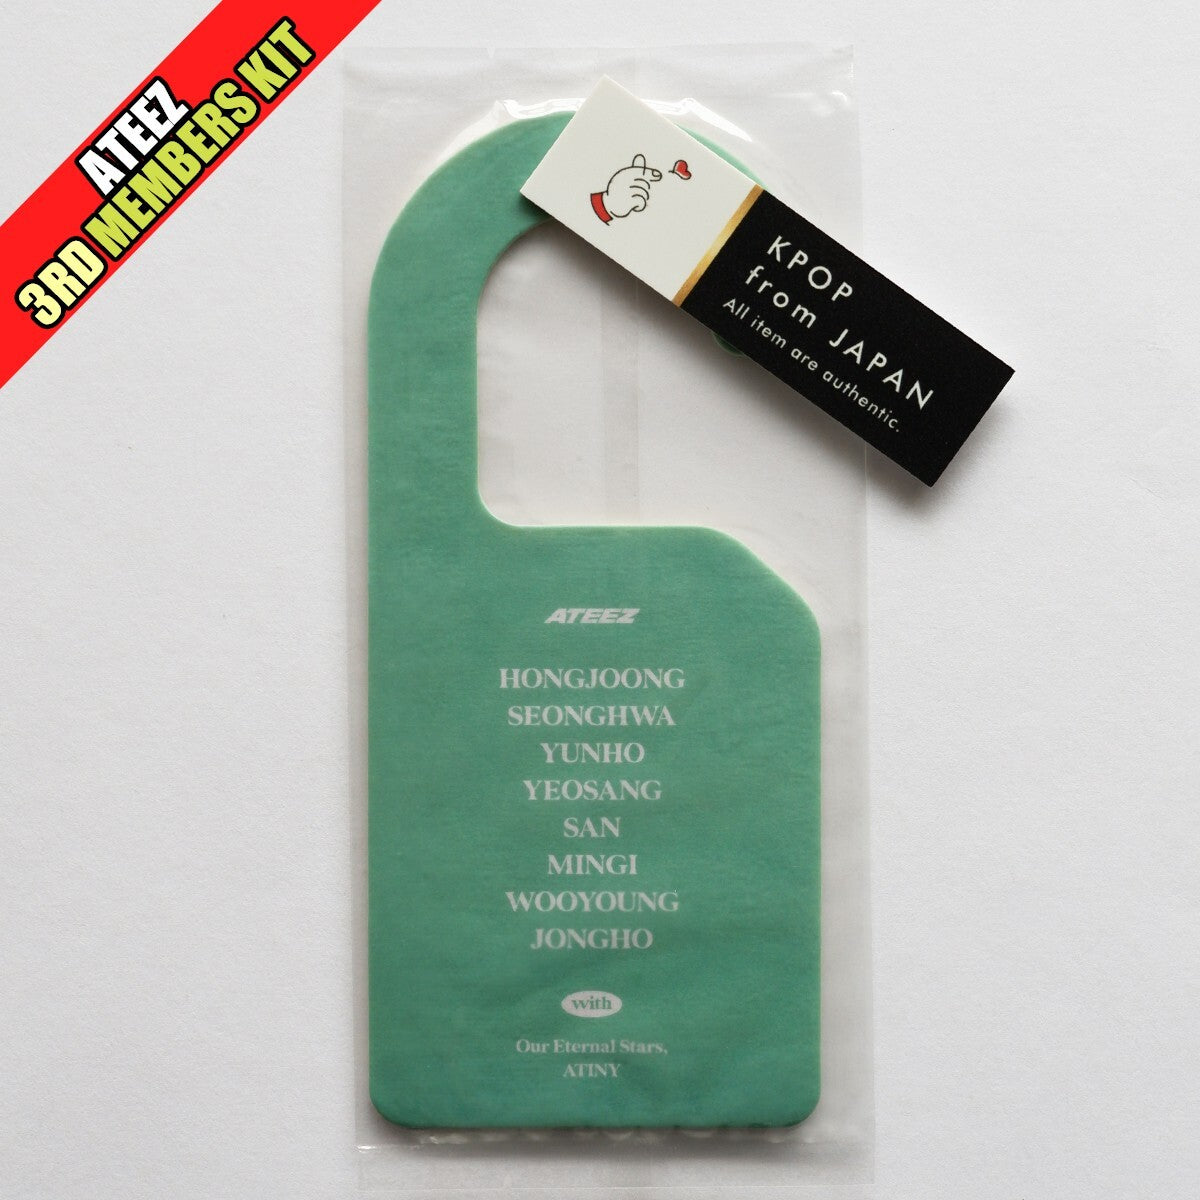 ATEEZ
3RD MEMBERS KIT
KPOP
from JAPAN
All item are authentic.
ATEEZ
HONGJOONG
SEONGHWA
YUNHO
YEOSANG
SAN
MINGI
WOOYOUNG
JONGHO
with
Our Eternal Stars,
ATINY